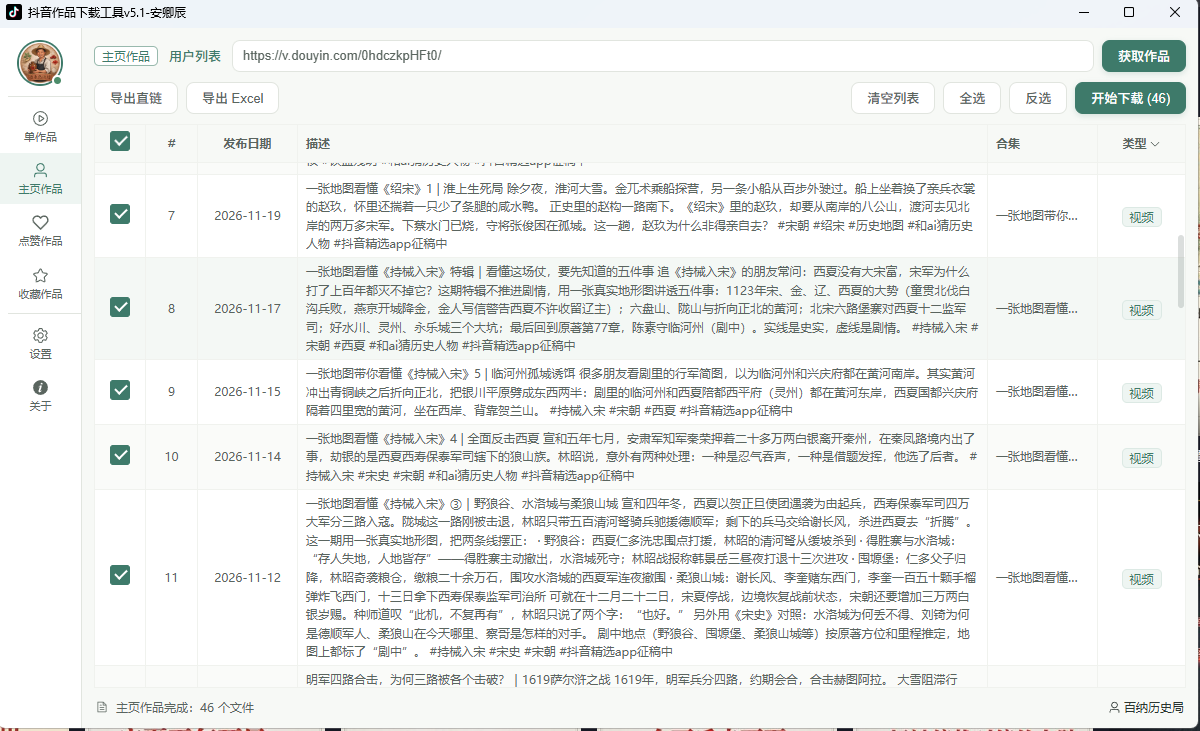 抖音作品下载工具v5.1-安卿辰
主页作品 用户列表 https://v.douyin.com/0hdczkpHFt0/ 获取作品
导出直链 导出 Excel 清空列表 全选 反选 开始下载 (46)
单作品
主页作品
点赞作品
收藏作品
设置
关于
# 发布日期 描述 合集 类型
7 2026-11-19 一张地图带你... 视频
一张地图看懂《绍宋》1 | 淮上生死局 除夕夜，淮河大雪。金兀术乘船探营，另一条小船从百步外驶过。船上坐着换了亲兵衣裳
的赵玖，怀里还揣着一只少了条腿的咸水鸭。 正史里的赵构一路南下。《绍宋》里的赵玖，却要从南岸的八公山，渡河去见北
岸的两万多宋军。下蔡水门已烧，守将张俊困在孤城。这一趟，赵玖为什么非得亲自去？ #宋朝 #绍宋 #历史地图 #和ai猜历史
人物 #抖音精选app征稿中
8 2026-11-17 一张地图看懂... 视频
一张地图看懂《持械入宋》特辑 | 看懂这场仗，要先知道的五件事 追《持械入宋》的朋友常问：西夏没有大宋富，宋军为什么
打了上百年都灭不掉它？这期特辑不推进剧情，用一张真实地形图讲透五件事：1123年宋、金、辽、西夏的大势（童贯北伐白
沟兵败，燕京开城降金，金人写信警告西夏不许收留辽主）；六盘山、陇山与折向正北的黄河；北宋六路堡寨对西夏十二监军
司；好水川、灵州、永乐城三个大坑；最后回到原著第77章，陈素守临河州（剧中）。实线是史实，虚线是剧情。 #持械入宋 #
宋朝 #西夏 #和ai猜历史人物 #抖音精选app征稿中
9 2026-11-15 一张地图看懂... 视频
一张地图带你看懂《持械入宋》5 | 临河州孤城诱饵 很多朋友看剧里的行军简图，以为临河州和兴庆府都在黄河南岸。其实黄河
冲出青铜峡之后折向正北，把银川平原劈成东西两半：剧里的临河州和西夏陪都西平府（灵州）都在黄河东岸，西夏国都兴庆府
隔着四里宽的黄河，坐在西岸、背靠贺兰山。 #持械入宋 #宋朝 #西夏 #抖音精选app征稿中
10 2026-11-14 一张地图看懂... 视频
一张地图看懂《持械入宋》4 | 全面反击西夏 宣和五年七月，安肃军知军秦荣押着二十多万两白银离开秦州，在秦凤路境内出了
事，劫银的是西夏西寿保泰军司辖下的狼山族。林昭说，意外有两种处理：一种是忍气吞声，一种是借题发挥，他选了后者。 #
持械入宋 #宋史 #宋朝 #和ai猜历史人物 #抖音精选app征稿中
11 2026-11-12 一张地图看懂... 视频
一张地图看懂《持械入宋》③ | 野狼谷、水洛城与柔狼山城 宣和四年冬，西夏以贺正旦使团遇袭为由起兵，西寿保泰军司四万
大军分三路入寇。陇城这一路刚被击退，林昭只带五百清河弩骑兵驰援德顺军；剩下的兵马交给谢长风，杀进西夏去“折腾”。
这一期用一张真实地形图，把两条线摆正： · 野狼谷：西夏仁多洗忠围点打援，林昭的清河弩从缓坡杀到 · 得胜寨与水洛城：
“存人失地，人地皆存”——得胜寨主动撤出，水洛城死守；林昭战报称韩景岳三昼夜打退十三次进攻 · 囤塬堡：仁多父子归
降，林昭奇袭粮仓，缴粮二十余万石，围攻水洛城的西夏军连夜撤围 · 柔狼山城：谢长风、李奎赌东西门，李奎一百五十颗手榴
弹炸飞西门，十三日拿下西寿保泰监军司治所 可就在十二月二十二日，宋夏停战，边境恢复战前状态，宋朝还要增加三万两白
银岁赐。种师道叹“此机，不复再有”，林昭只说了两个字：“也好。” 另外用《宋史》对照：水洛城为何丢不得、刘锜为何
是德顺军人、柔狼山在今天哪里、察哥是怎样的对手。 剧中地点（野狼谷、囤塬堡、柔狼山城等）按原著方位和里程推定，地
图上都标了“剧中”。 #持械入宋 #宋史 #宋朝 #抖音精选app征稿中
明军四路合击，为何三路被各个击破？ | 1619萨尔浒之战 1619年，明军兵分四路，约期会合，合击赫图阿拉。 大雪阻滞行
主页作品完成：46 个文件 百纳历史局